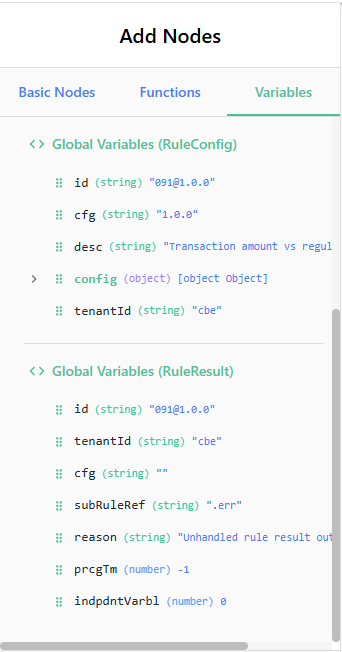 Add Nodes
Basic Nodes Functions Variables
<> Global Variables (RuleConfig)
id (string) "091@1.0.0"
cfg (string) "1.0.0"
desc (string) "Transaction amount vs regul
config (object) [object Object]
tenantId (string) "cbe"
<> Global Variables (RuleResult)
id (string) "091@1.0.0"
tenantId (string) "cbe"
cfg (string) ""
subRuleRef (string) ".err"
reason (string) "Unhandled rule result out
prcgTm (number) -1
indpdntVarbl (number) 0